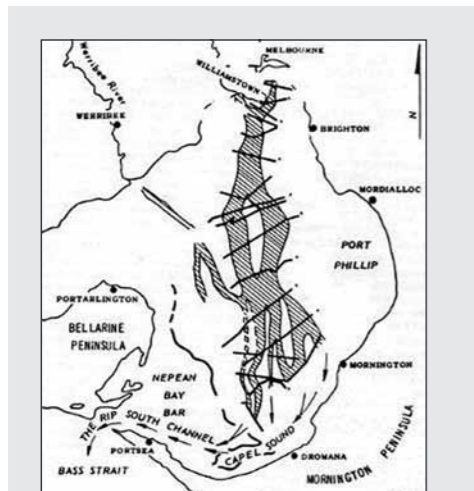 MELBOURNE
Werribee River
WILLIAMSTOWN
N
WERRIBEE
BRIGHTON
MORDIALLOC
PORT
PHILLIP
PORTARLINGTON
BELLARINE
PENINSULA
NEPEAN
BAY
BAR
MORNINGTON
THE RIP SOUTH CHANNEL
CAPEL SOUND
PORTSEA
DROMANA
BASS STRAIT
MORNINGTON PENINSULA